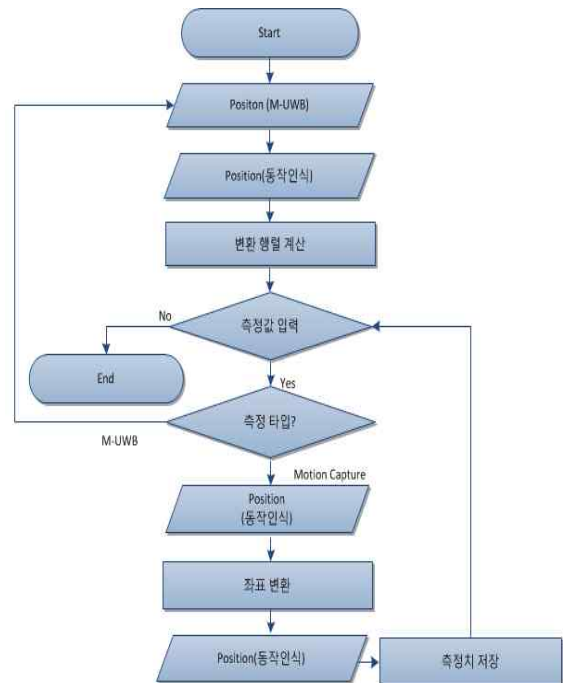 Start
Positon (M-UWB)
Position(동작인식)
변환 행렬 계산
측정값 입력
No
End
Yes
측정 타입?
M-UWB
Motion Capture
Position
(동작인식)
좌표 변환
Position(동작인식)
측정치 저장